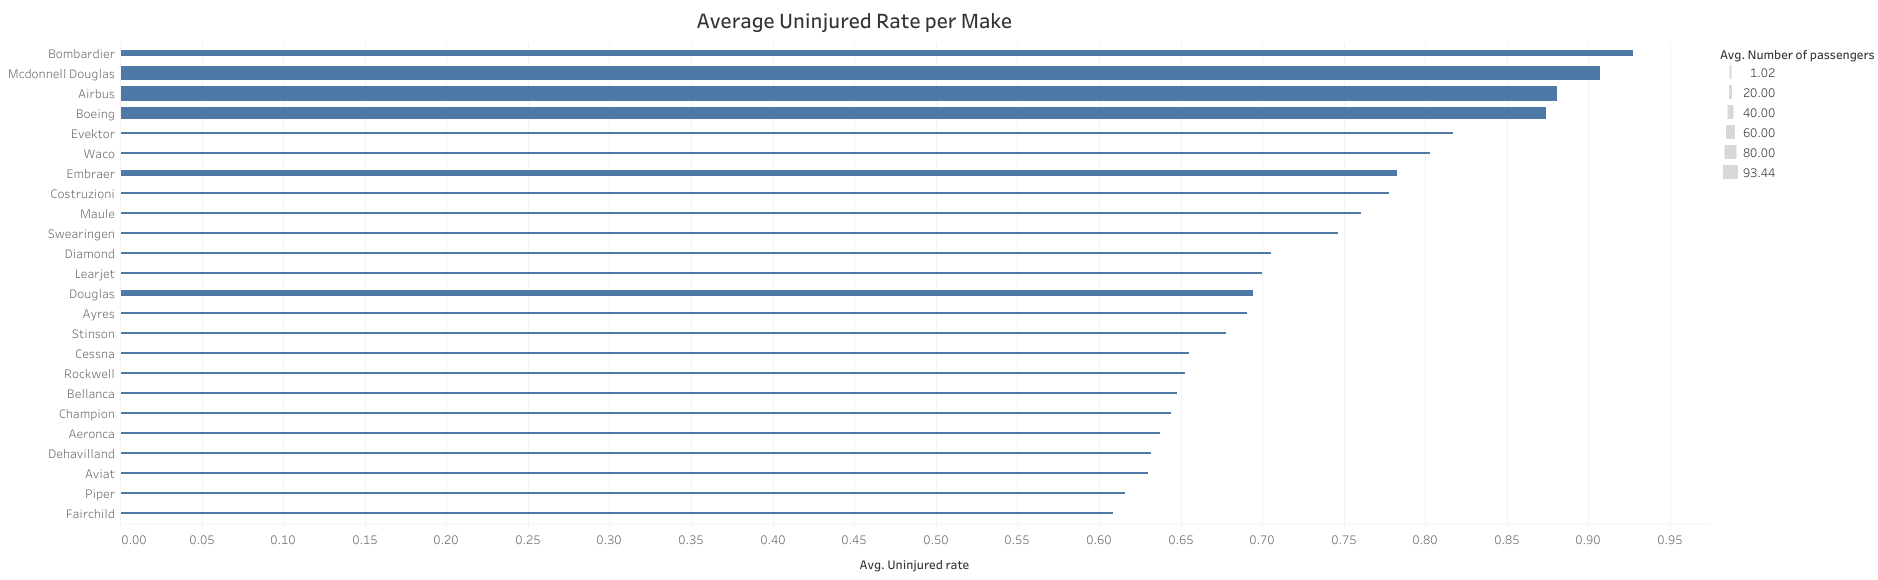 Average Uninjured Rate per Make
Bombardier
Mcdonnell Douglas
Airbus
Boeing
Evektor
Waco
Embraer
Costruzioni
Maule
Swearingen
Diamond
Learjet
Douglas
Ayres
Stinson
Cessna
Rockwell
Bellanca
Champion
Aeronca
Dehavilland
Aviat
Piper
Fairchild
0.00 0.05 0.10 0.15 0.20 0.25 0.30 0.35 0.40 0.45 0.50 0.55 0.60 0.65 0.70 0.75 0.80 0.85 0.90 0.95
Avg. Uninjured rate
Avg. Number of passengers
1.02
20.00
40.00
60.00
80.00
93.44